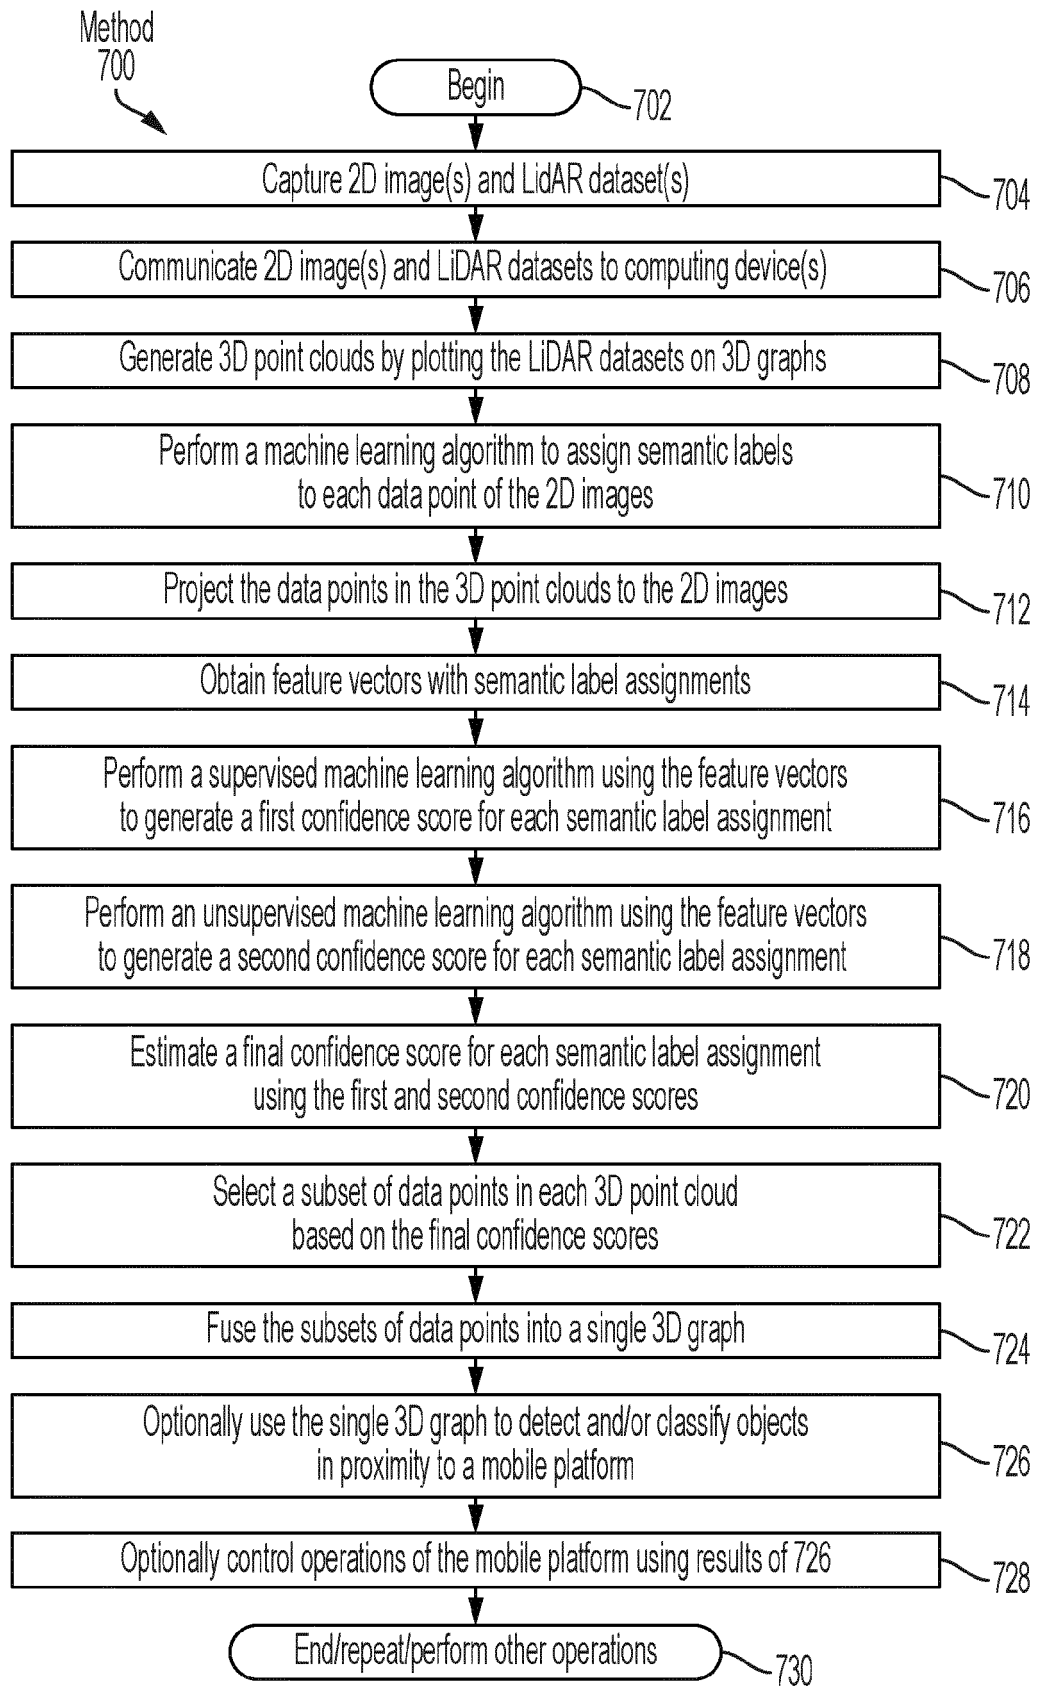 Method
700
Begin
702
Capture 2D image(s) and LidAR dataset(s)
704
Communicate 2D image(s) and LiDAR datasets to computing device(s)
706
Generate 3D point clouds by plotting the LiDAR datasets on 3D graphs
708
Perform a machine learning algorithm to assign semantic labels
to each data point of the 2D images
710
Project the data points in the 3D point clouds to the 2D images
712
Obtain feature vectors with semantic label assignments
714
Perform a supervised machine learning algorithm using the feature vectors
to generate a first confidence score for each semantic label assignment
716
Perform an unsupervised machine learning algorithm using the feature vectors
to generate a second confidence score for each semantic label assignment
718
Estimate a final confidence score for each semantic label assignment
using the first and second confidence scores
720
Select a subset of data points in each 3D point cloud
based on the final confidence scores
722
Fuse the subsets of data points into a single 3D graph
724
Optionally use the single 3D graph to detect and/or classify objects
in proximity to a mobile platform
726
Optionally control operations of the mobile platform using results of 726
728
End/repeat/perform other operations
730